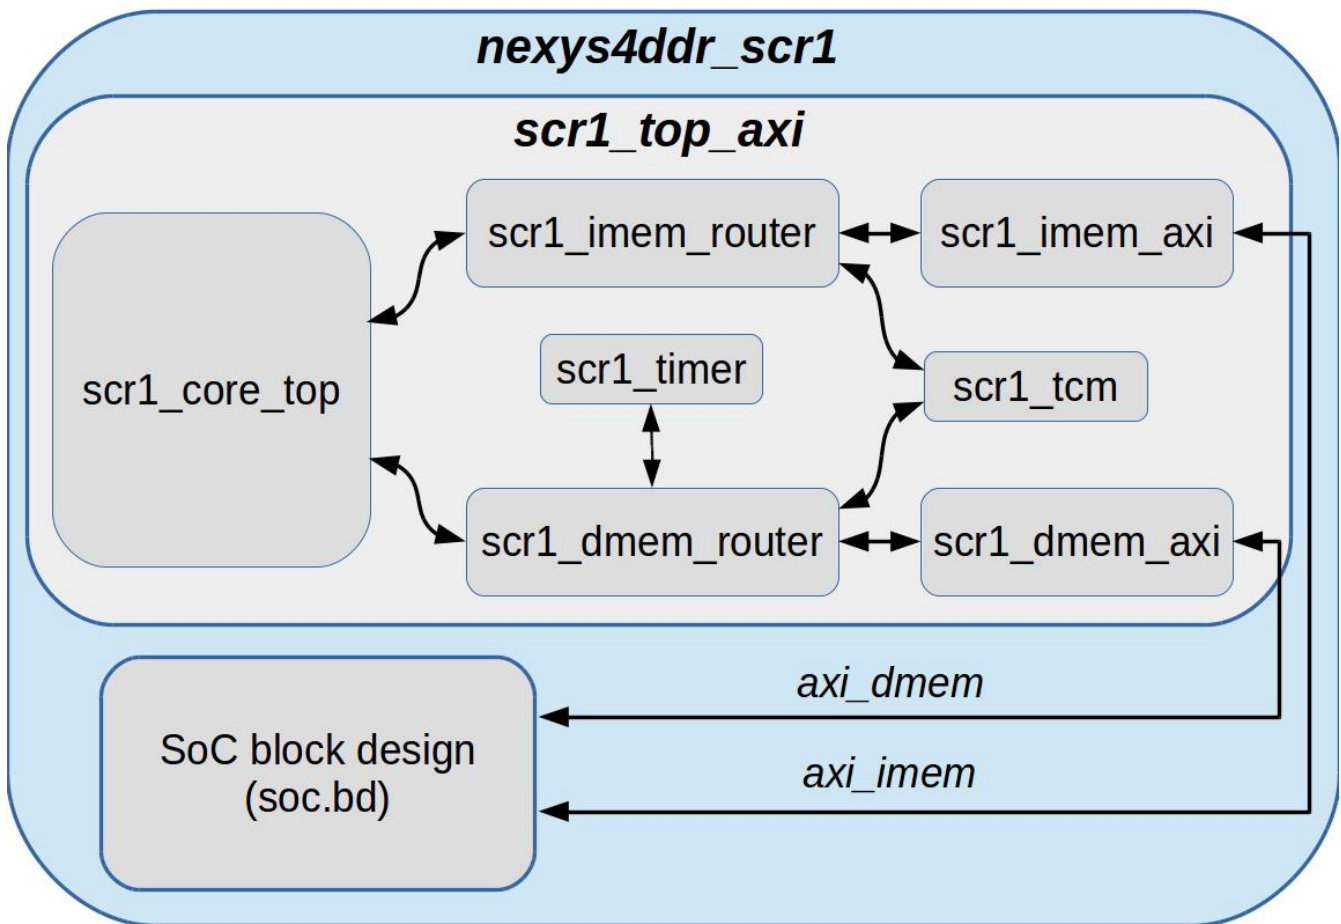 nexys4ddr_scr1
scr1_top_axi
scr1_imem_router
scr1_imem_axi
scr1_core_top
scr1_timer
scr1_tcm
scr1_dmem_router
scr1_dmem_axi
axi_dmem
SoC block design
(soc.bd)
axi_imem